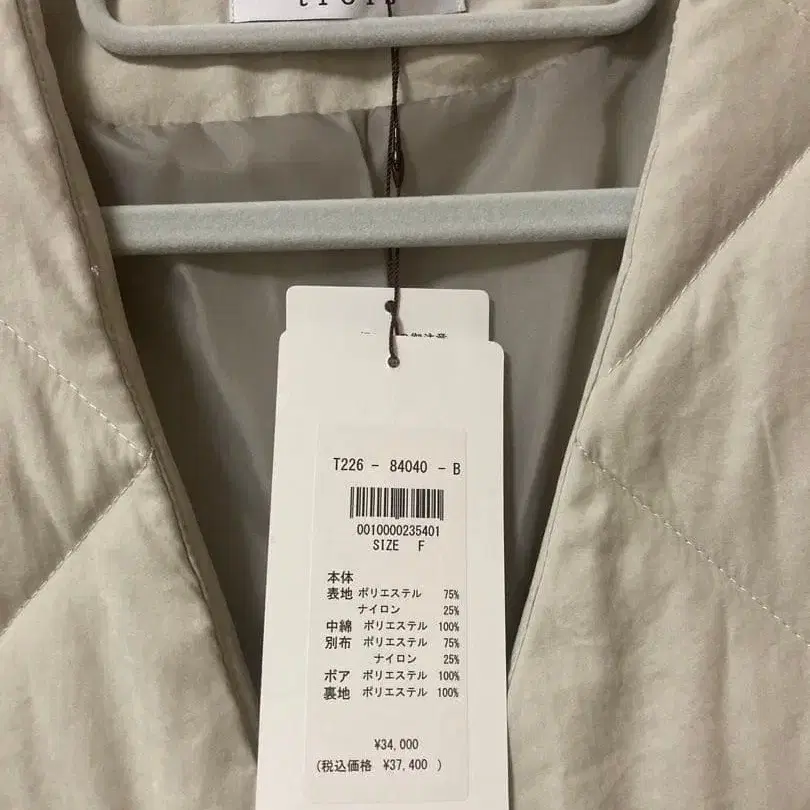 T226 - 84040 - B
0010000235401
SIZE F
本体
表地 ポリエステル 75%
ナイロン 25%
中綿 ポリエステル 100%
別布 ポリエステル 75%
ナイロン 25%
ボア ポリエステル 100%
裏地 ポリエステル 100%
¥34,000
(税込価格 ¥37,400 )